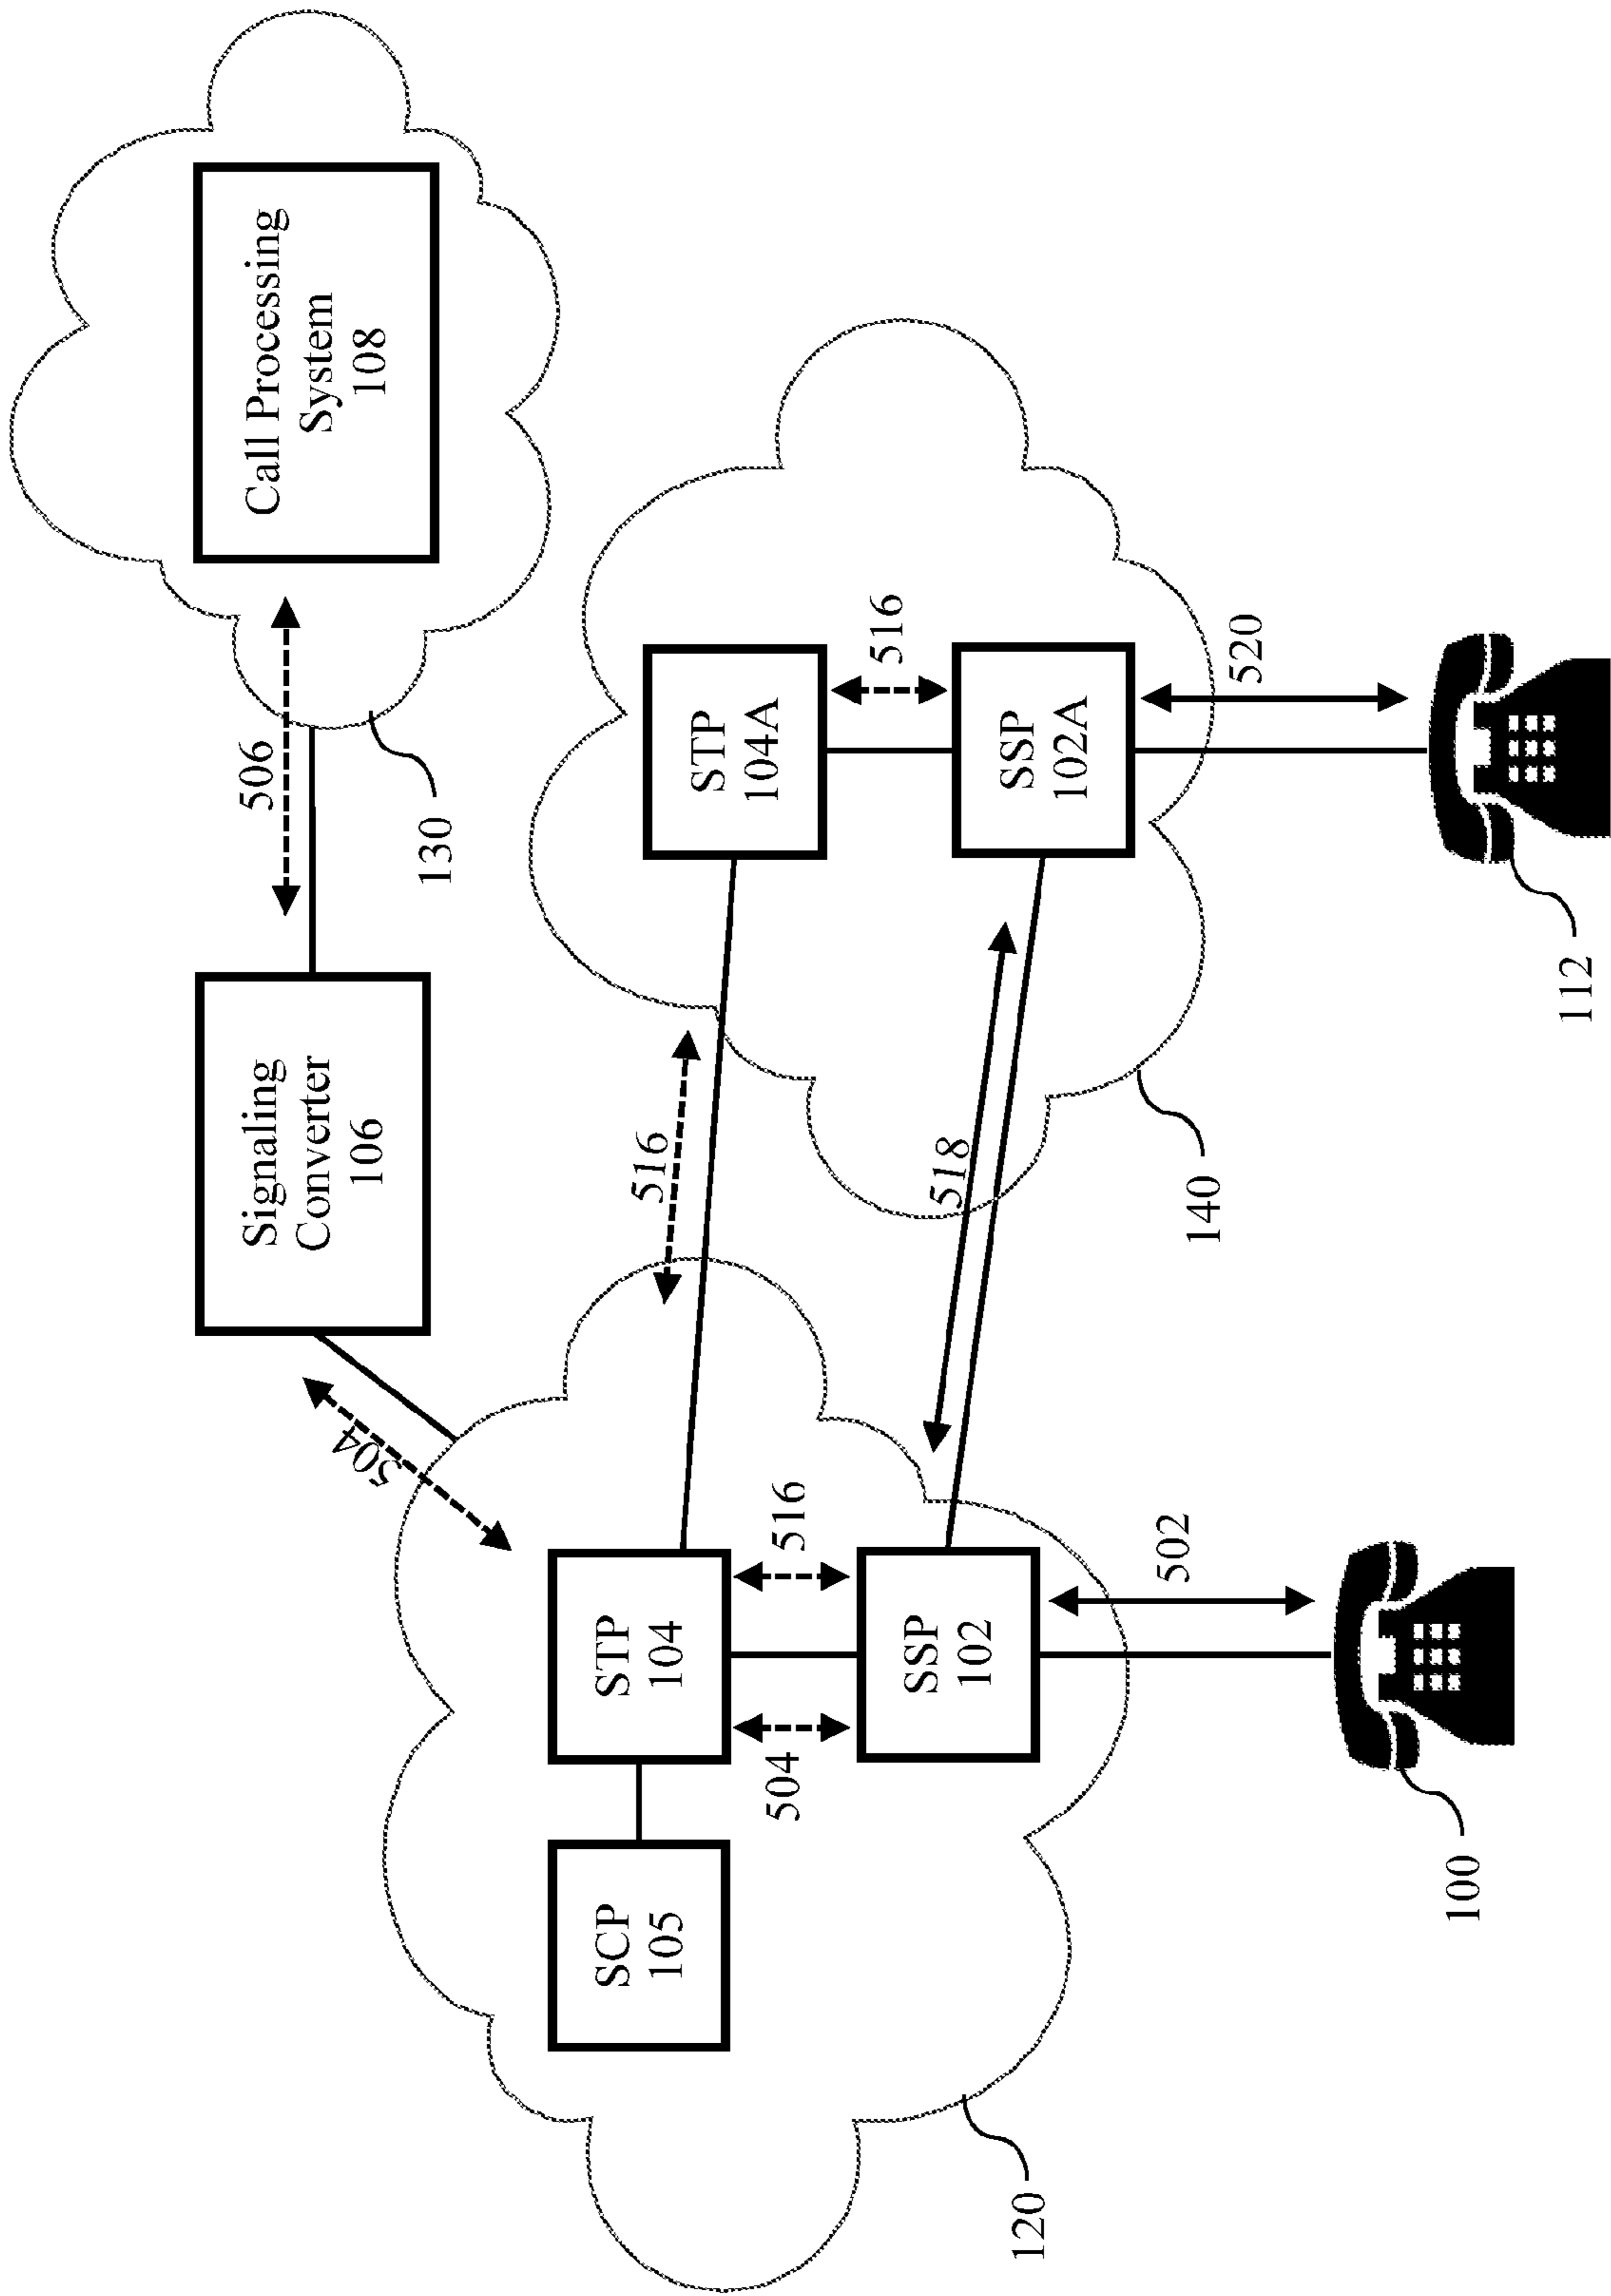 Call Processing
System
108
506
130
Signaling
Converter
106
504
516
STP
104A
516
SSP
102A
520
518
140
112
SCP
105
STP
104
516
504
SSP
102
502
100
120